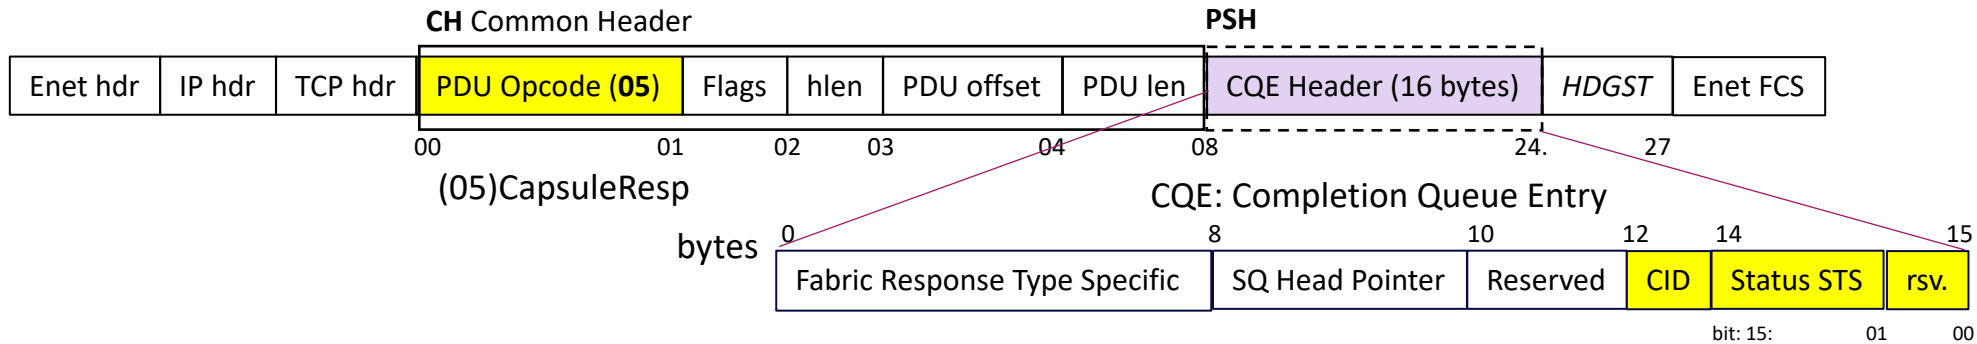 CH Common Header PSH
Enet hdr IP hdr TCP hdr PDU Opcode (05) Flags hlen PDU offset PDU len CQE Header (16 bytes) HDGST Enet FCS
00 01 02 03 04 08 24. 27
(05)CapsuleResp CQE: Completion Queue Entry
bytes 0 8 10 12 14 15
Fabric Response Type Specific SQ Head Pointer Reserved CID Status STS rsv.
bit: 15: 01 00